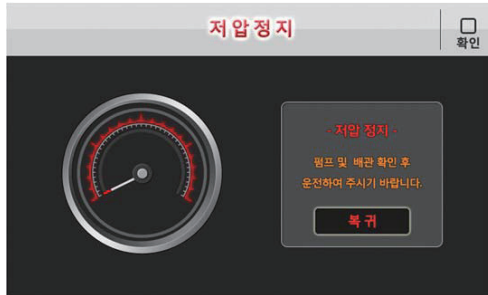 저압정지
확인
- 저압 정지 -
펌프 및 배관 확인 후
운전하여 주시기 바랍니다.
복 귀